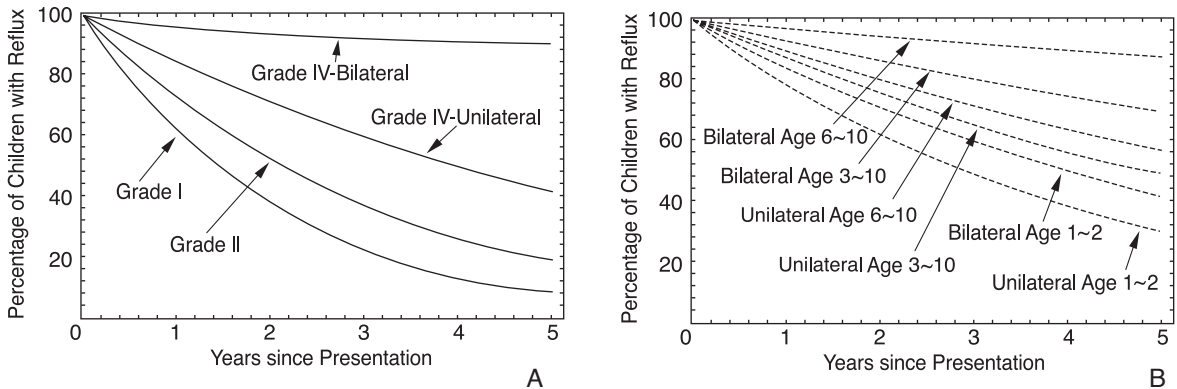 Percentage of Children with Reflux
100
80
60
40
20
0
1
2
3
4
5
Years since Presentation
Grade IV-Bilateral
Grade IV-Unilateral
Grade I
Grade II
A
Percentage of Children with Reflux
100
80
60
40
20
0
1
2
3
4
5
Years since Presentation
Bilateral Age 6~10
Bilateral Age 3~10
Unilateral Age 6~10
Bilateral Age 1~2
Unilateral Age 3~10
Unilateral Age 1~2
B